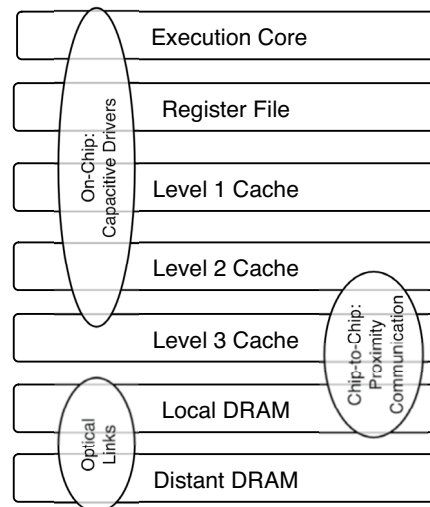 Execution Core
Register File
On-Chip:
Capacitive Drivers
Level 1 Cache
Level 2 Cache
Level 3 Cache
Chip-to-Chip:
Proximity
Communication
Local DRAM
Optical
Links
Distant DRAM